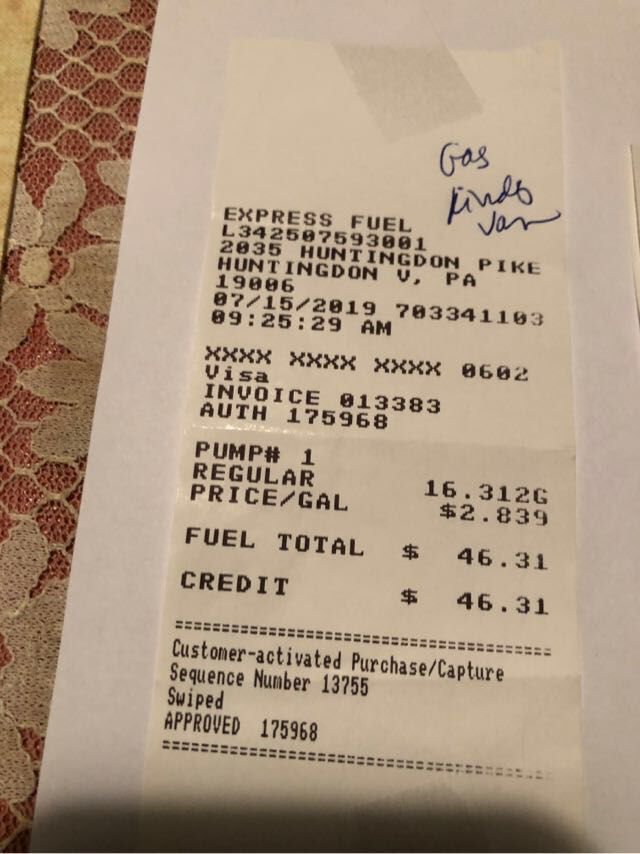 Gas
Van
EXPRESS FUEL
L342507593001
2035 HUNTINGDON PIKE
HUNTINGDON V, PA
19006
07/15/2019 703341103
09:25:29 AM
XXXX XXXX XXXX 0602
Visa
INVOICE 013383
AUTH 175968
PUMP# 1
REGULAR 16.312G
PRICE/GAL $2.839
FUEL TOTAL $ 46.31
CREDIT $ 46.31
==================================
Customer-activated Purchase/Capture
Sequence Number 13755
Swiped
APPROVED 175968
==================================